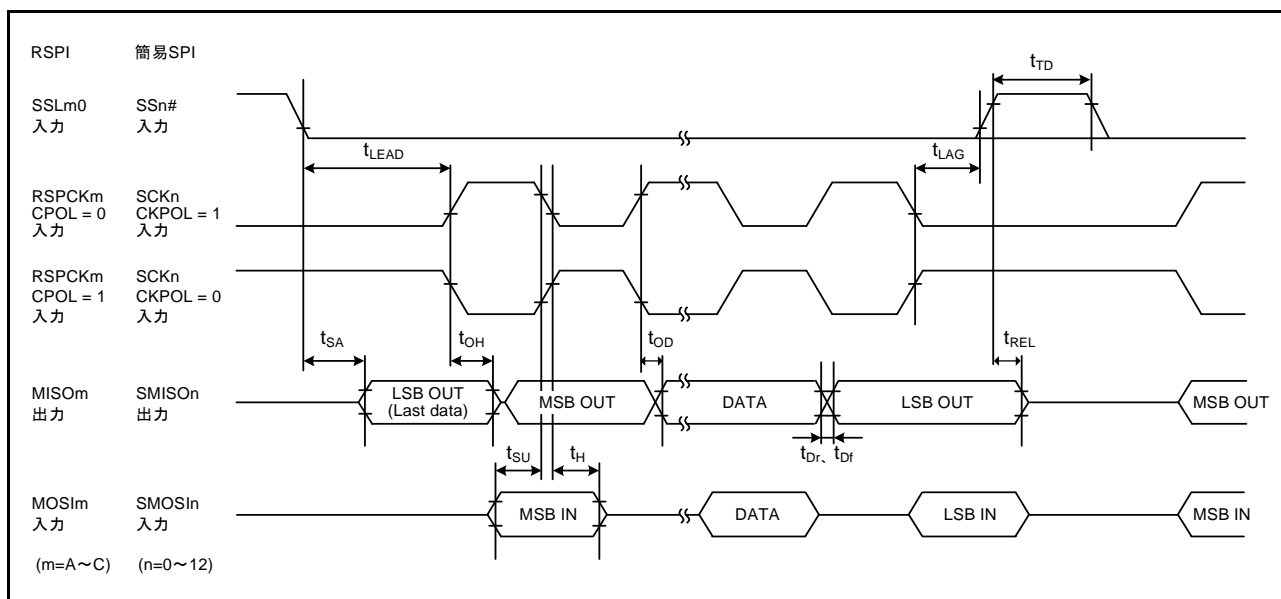 RSPI 簡易SPI
tTD
SSLm0 SSn#
入力 入力
tLEAD tLAG
RSPCKm SCKn
CPOL = 0 CKPOL = 1
入力 入力
RSPCKm SCKn
CPOL = 1 CKPOL = 0
入力 入力
tSA tOH tOD tREL
MISOm SMISOn
出力 出力
LSB OUT
(Last data)
MSB OUT DATA LSB OUT MSB OUT
tDr、tDf
tSU tH
MOSIm SMOSIn
入力 入力
MSB IN DATA LSB IN MSB IN
(m=A～C) (n=0～12)